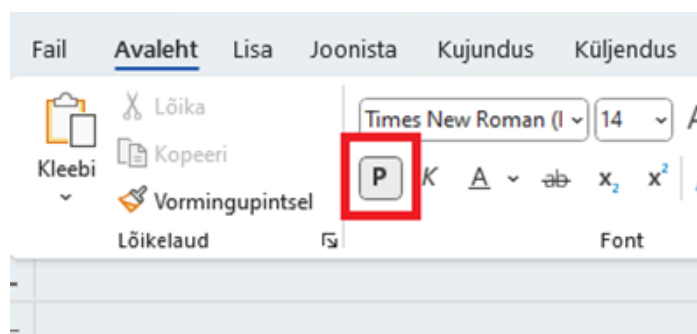 Fail Avaleht Lisa Joonista Kujundus Küljendus
Lõika
Times New Roman (I 14 A
Kopeeri
Kleebi
P K A ab x₂ x²
Vormingupintsel
Lõikelaud Font